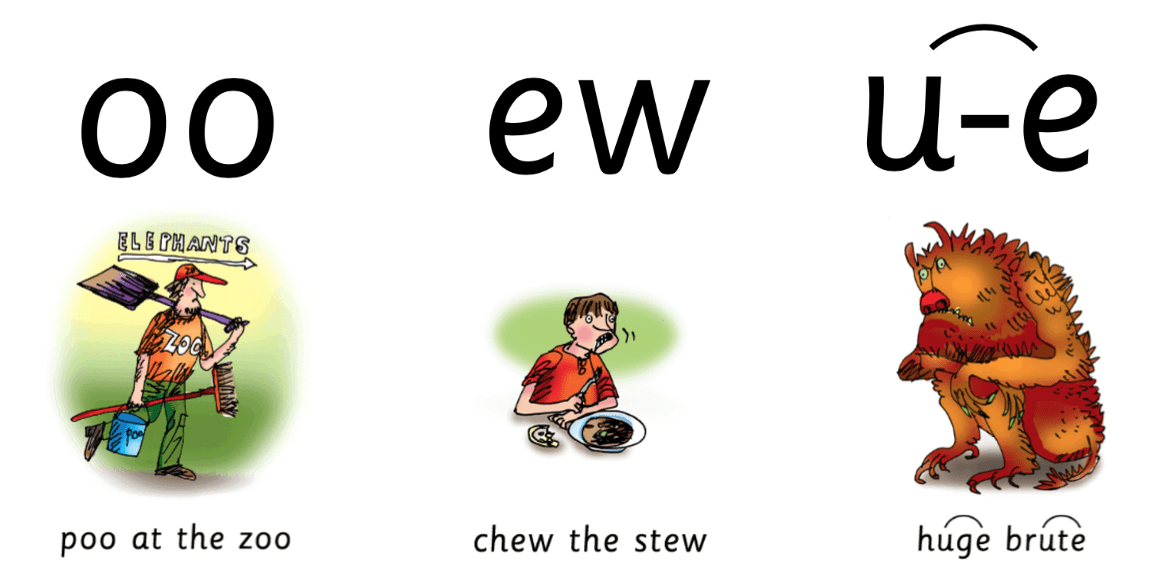 oo
ew
u-e
ELEPHANTS
ZOO
poo
poo at the zoo
chew the stew
huge brute